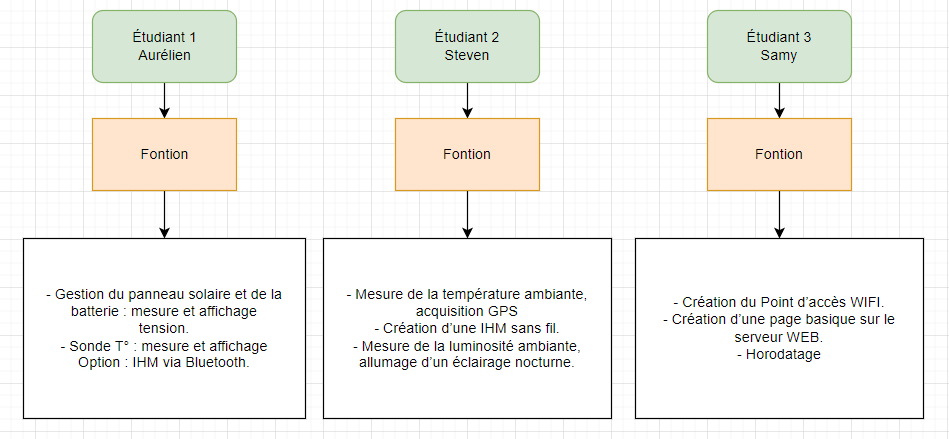 Étudiant 1
Aurélien
Étudiant 2
Steven
Étudiant 3
Samy
Fontion
Fontion
Fontion
- Gestion du panneau solaire et de la
batterie : mesure et affichage
tension.
- Sonde T° : mesure et affichage
Option : IHM via Bluetooth.
- Mesure de la température ambiante,
acquisition GPS
- Création d'une IHM sans fil.
- Mesure de la luminosité ambiante,
allumage d'un éclairage nocturne.
- Création du Point d'accès WIFI.
- Création d'une page basique sur le
serveur WEB.
- Horodatage